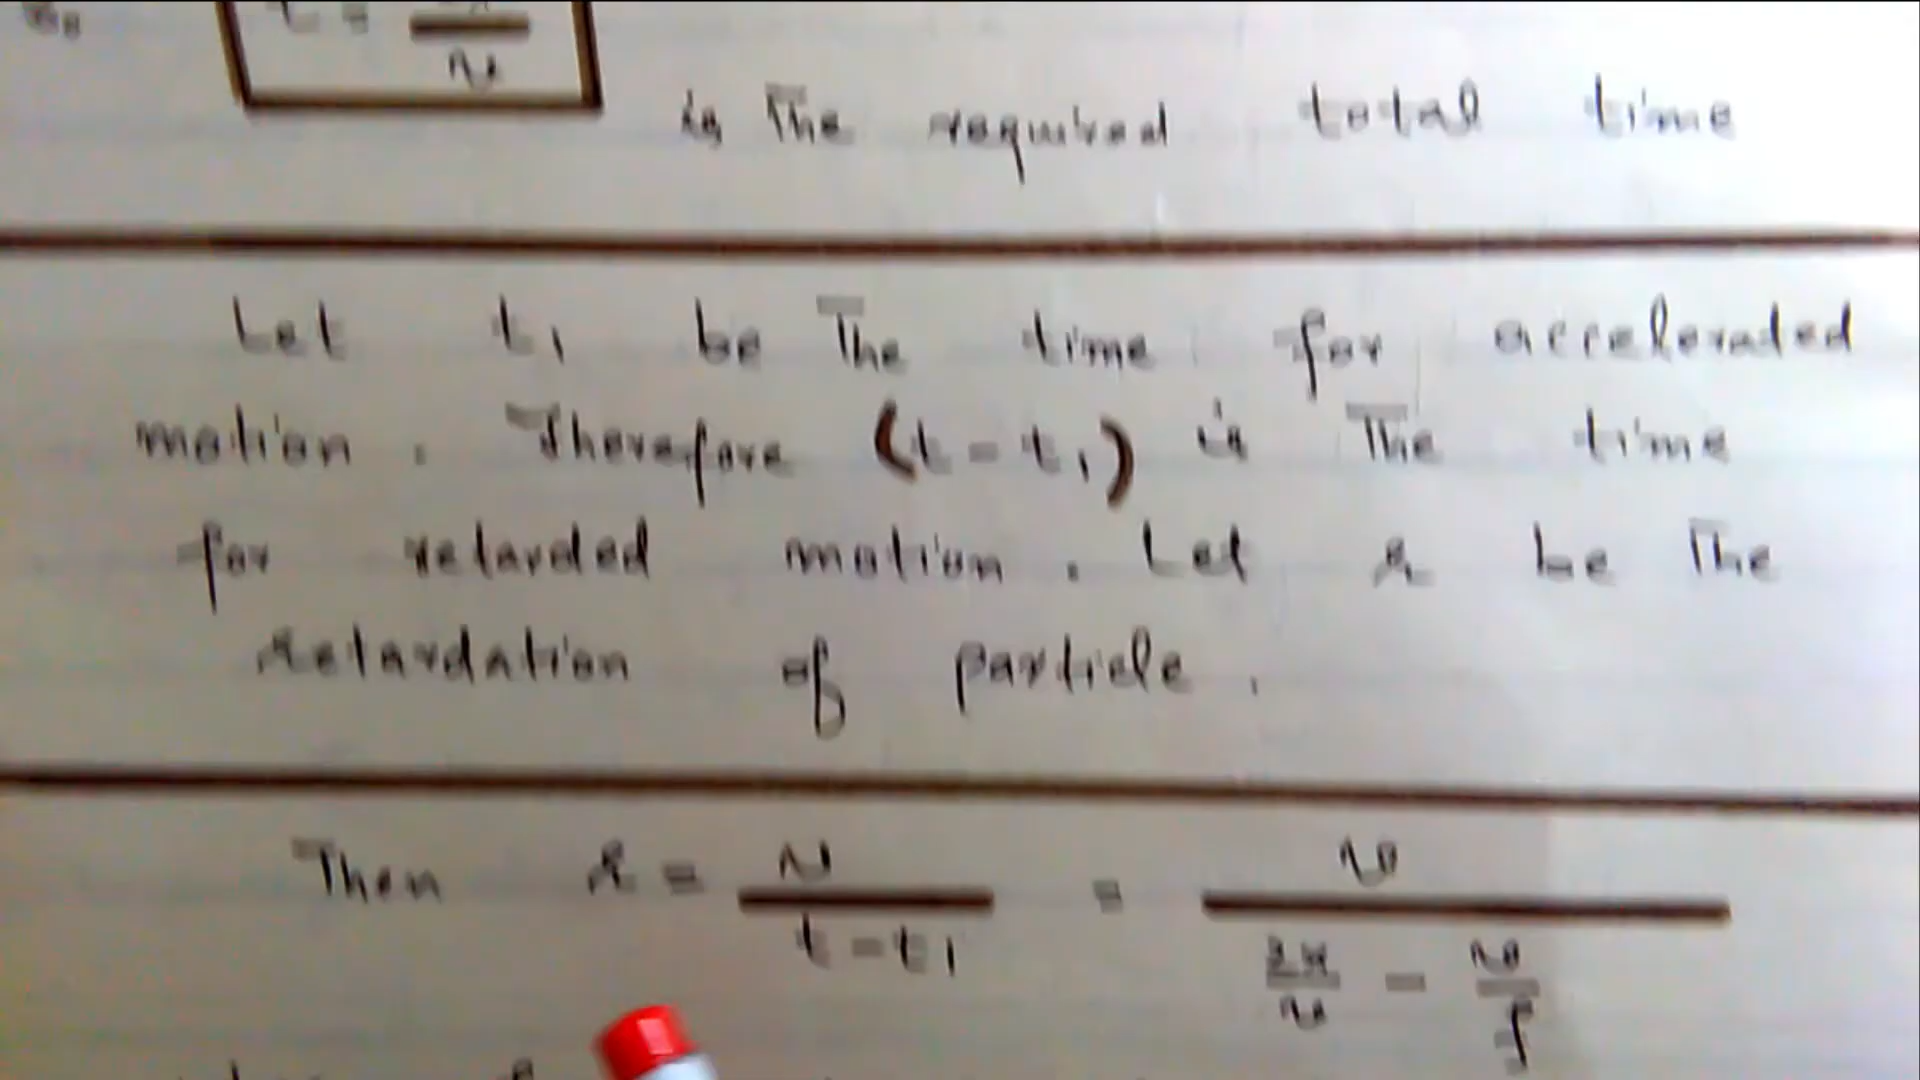 t = / v
is The required total time
Let t1 be The time for accelerated
motion. Therefore (t - t1) is The time
for retarded motion. Let r be The
retardation of particle.
Then r = v / (t - t1) = v / (2x/v - v/f)